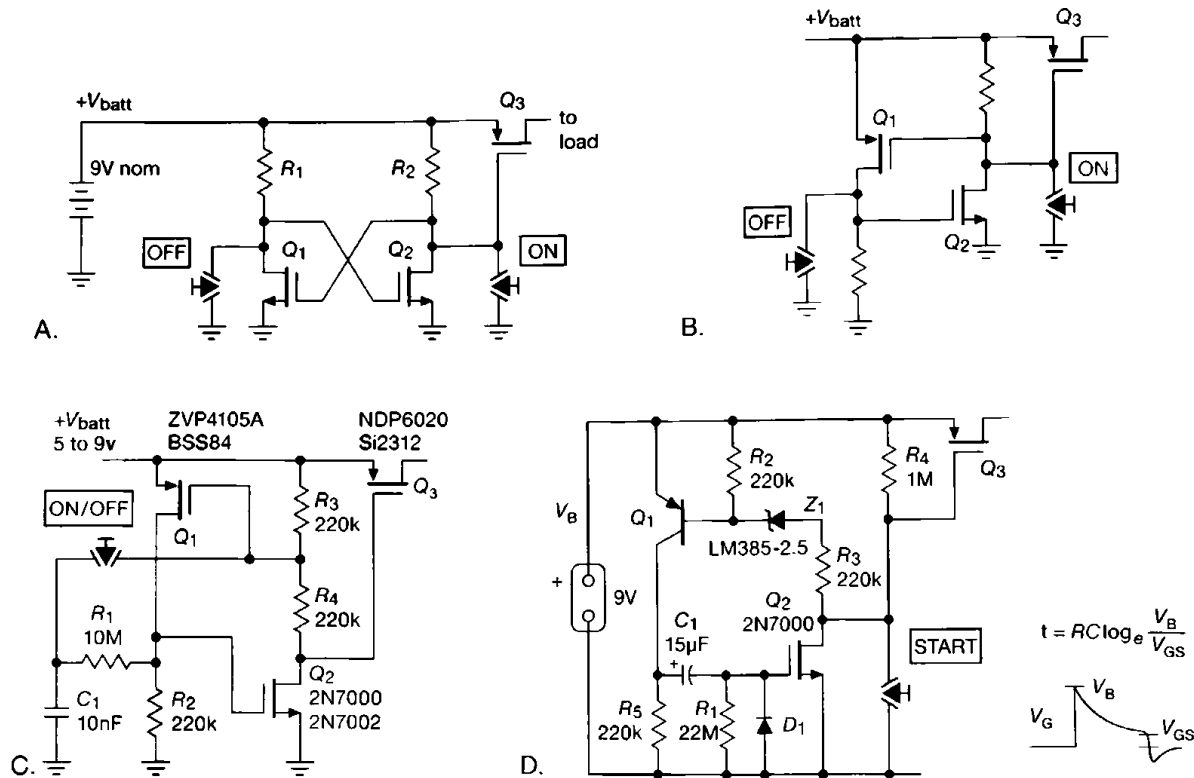 +Vbatt
9V nom
R1
R2
Q3
to
load
OFF
Q1
Q2
ON
A.
+Vbatt
Q3
Q1
ON
OFF
Q2
B.
+Vbatt
5 to 9v
ZVP4105A
BSS84
NDP6020
Si2312
ON/OFF
Q1
R3
220k
Q3
R1
10M
R4
220k
C1
10nF
R2
220k
Q2
2N7000
2N7002
C.
VB
+
9V
Q1
R2
220k
Z1
LM385-2.5
R4
1M
Q3
R3
220k
C1
15µF
+
Q2
2N7000
START
R5
220k
R1
22M
D1
D.
t = RC loge VB
VGS
VG
VB
VGS